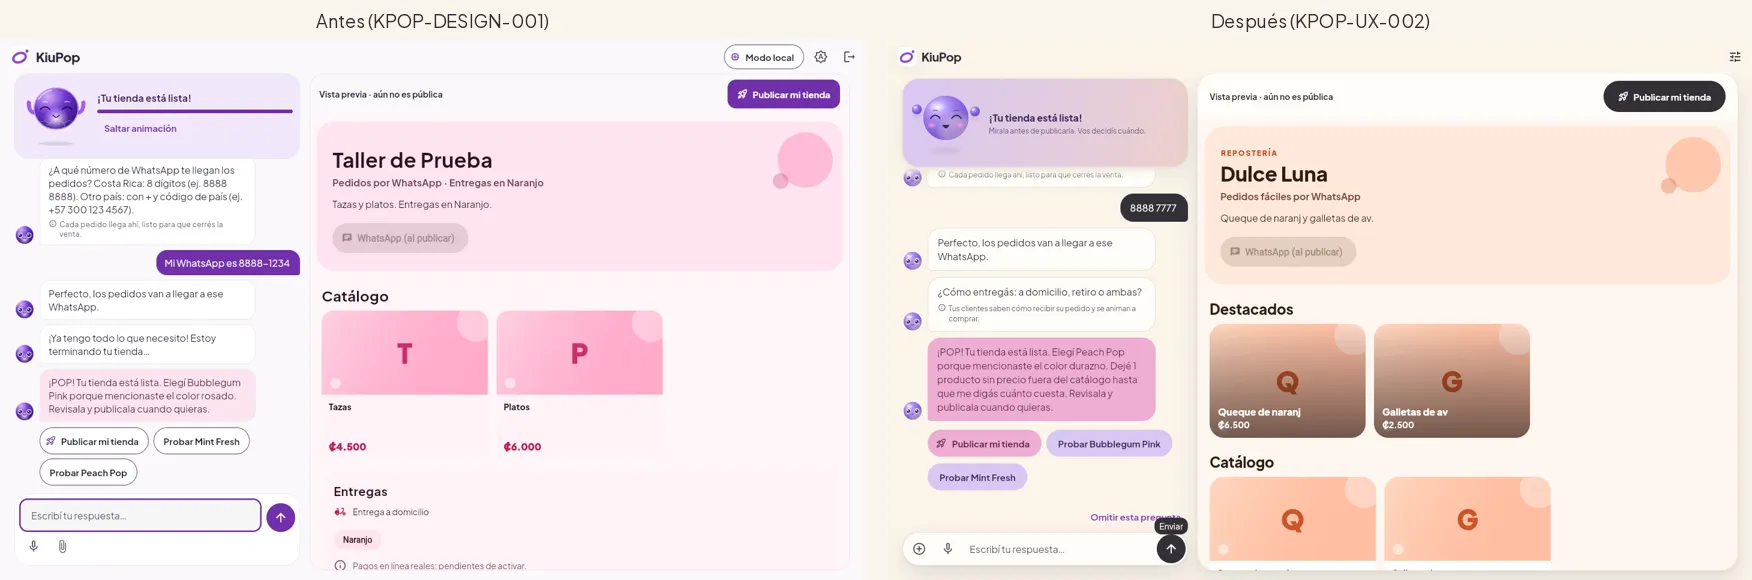 Antes (KPOP-DESIGN-001)
KiuPop
Modo local
¡Tu tienda está lista!
Saltar animación
¿A qué número de WhatsApp te llegan los
pedidos? Costa Rica: 8 dígitos (ej. 8888
8888). Otro país: con + y código de país (ej.
+57 300 123 4567).
Cada pedido llega ahí, listo para que cerrés la
venta.
Mi WhatsApp es 8888-1234
Perfecto, los pedidos van a llegar a ese
WhatsApp.
¡Ya tengo todo lo que necesito! Estoy
terminando tu tienda...
¡POP! Tu tienda está lista. Elegí Bubblegum
Pink porque mencionaste el color rosado.
Revisala y publicala cuando quieras.
Publicar mi tienda
Probar Mint Fresh
Probar Peach Pop
Escribí tu respuesta...
Vista previa · aún no es pública
Publicar mi tienda
Taller de Prueba
Pedidos por WhatsApp · Entregas en Naranjo
Tazas y platos. Entregas en Naranjo.
WhatsApp (al publicar)
Catálogo
T
P
Tazas
Platos
₡4.500
₡6.000
Entregas
Entrega a domicilio
Naranjo
Pagos en línea reales: pendientes de activar.
Después (KPOP-UX-002)
KiuPop
¡Tu tienda está lista!
Mirala antes de publicarla. Vos decidís cuándo.
Cada pedido llega ahí, listo para que cerrés la venta.
8888 7777
Perfecto, los pedidos van a llegar a ese
WhatsApp.
¿Cómo entregás: a domicilio, retiro o ambas?
Tus clientes saben cómo recibir su pedido y se animan a
comprar.
¡POP! Tu tienda está lista. Elegí Peach Pop
porque mencionaste el color durazno. Dejé 1
producto sin precio fuera del catálogo hasta
que me digás cuánto cuesta. Revisala y
publicala cuando quieras.
Publicar mi tienda
Probar Bubblegum Pink
Probar Mint Fresh
Omitir esta pregunta
Enviar
Escribí tu respuesta...
Vista previa · aún no es pública
Publicar mi tienda
REPOSTERÍA
Dulce Luna
Pedidos fáciles por WhatsApp
Queque de naranj y galletas de av.
WhatsApp (al publicar)
Destacados
Q
G
Queque de naranj
₡6.500
Galletas de av
₡2.500
Catálogo
Q
G